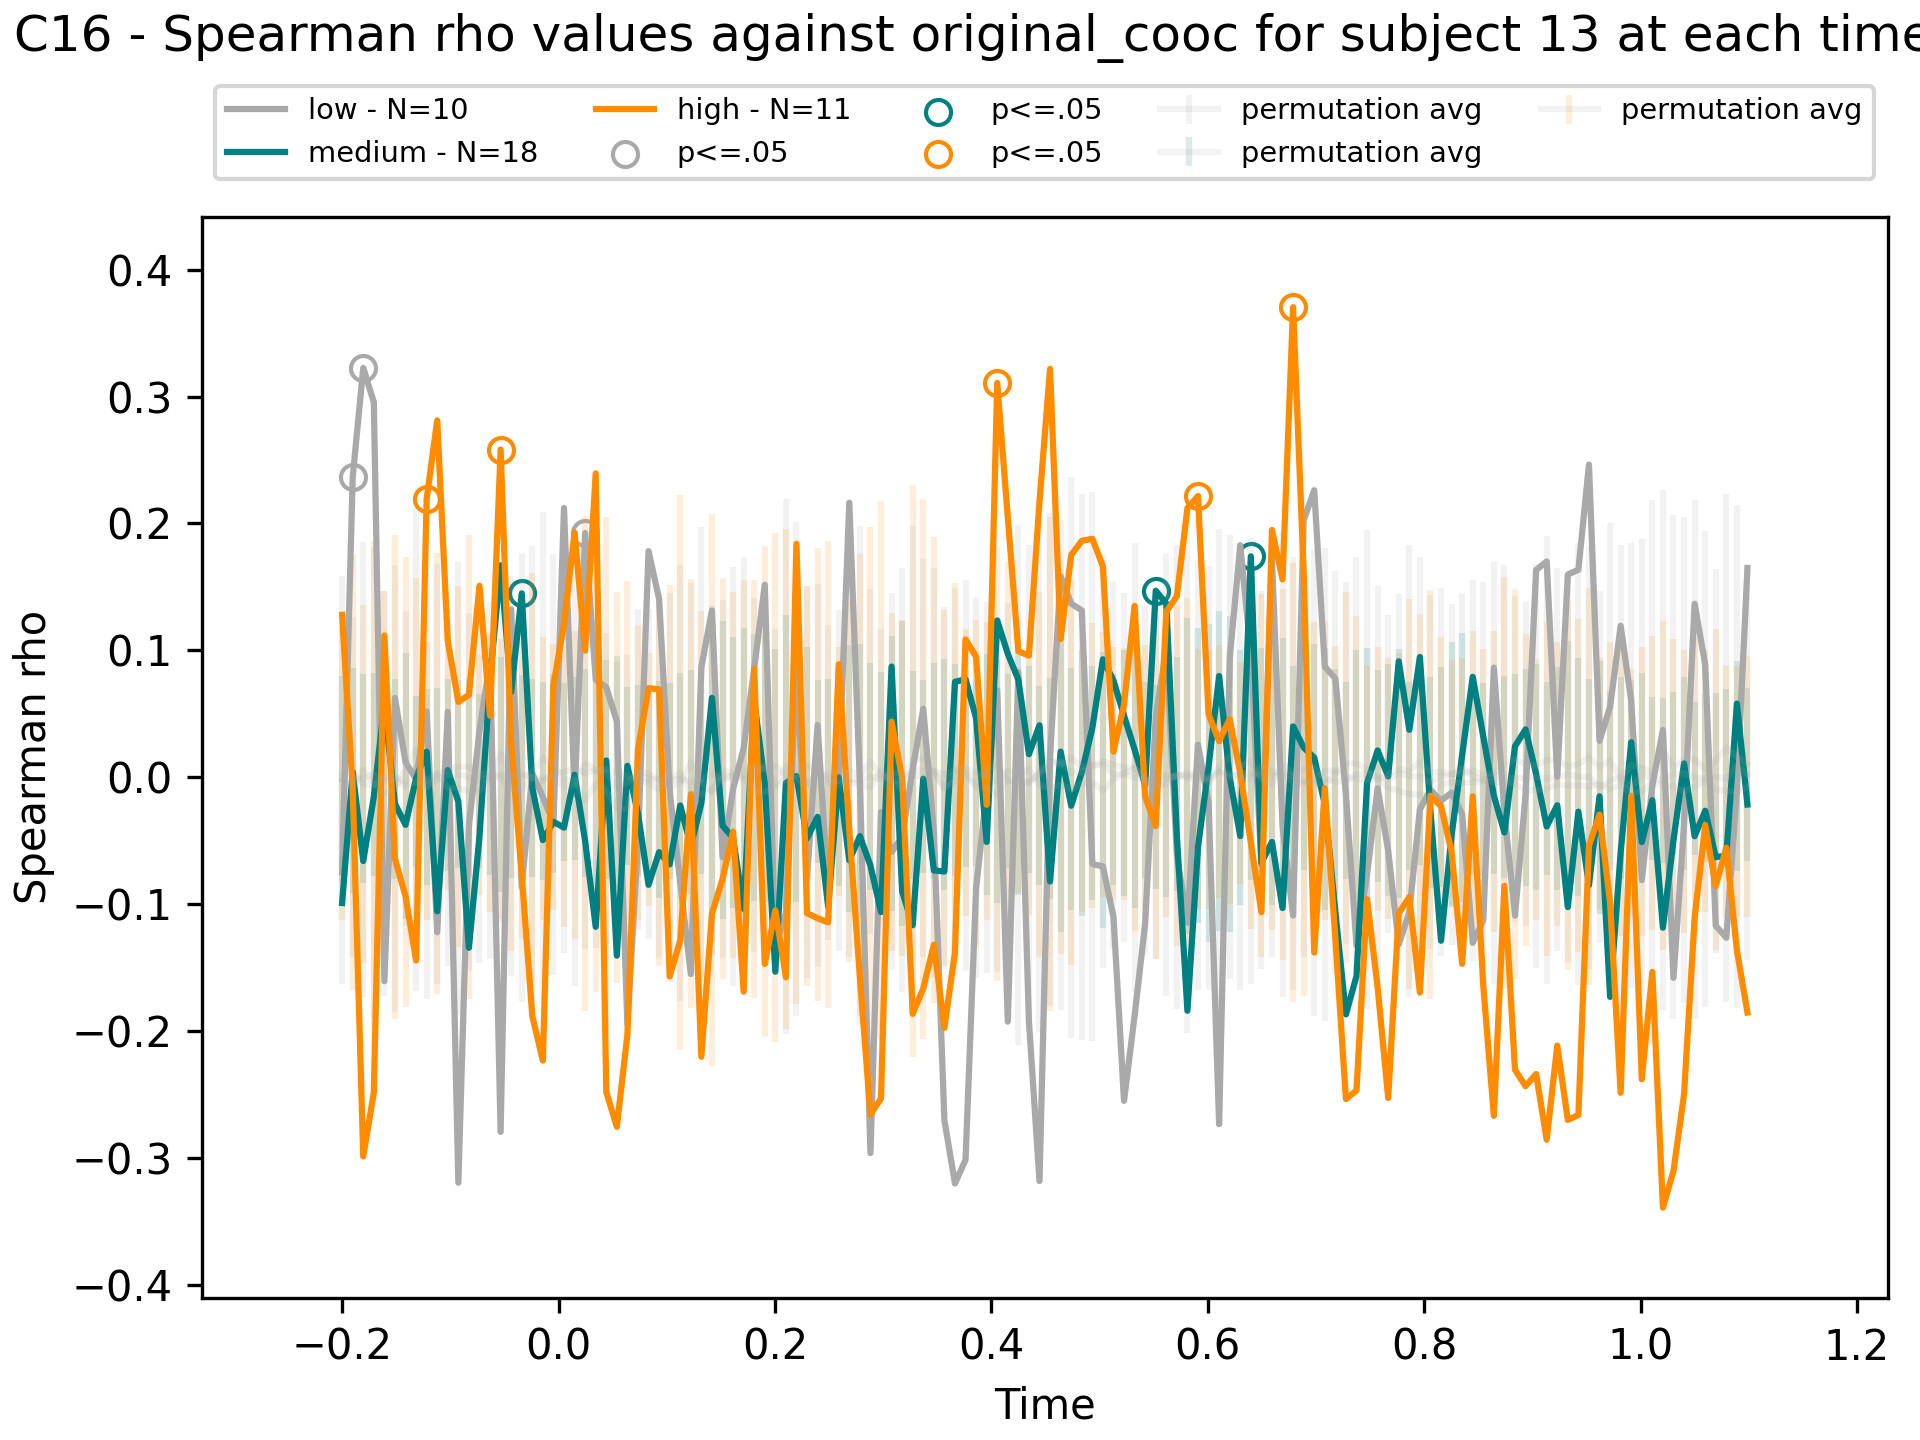 C16 - Spearman rho values against original_cooc for subject 13 at each time
low - N=10 high - N=11 p<=.05 permutation avg permutation avg
medium - N=18 p<=.05 p<=.05 permutation avg
Spearman rho
0.4
0.3
0.2
0.1
0.0
−0.1
−0.2
−0.3
−0.4
−0.2 0.0 0.2 0.4 0.6 0.8 1.0 1.2
Time